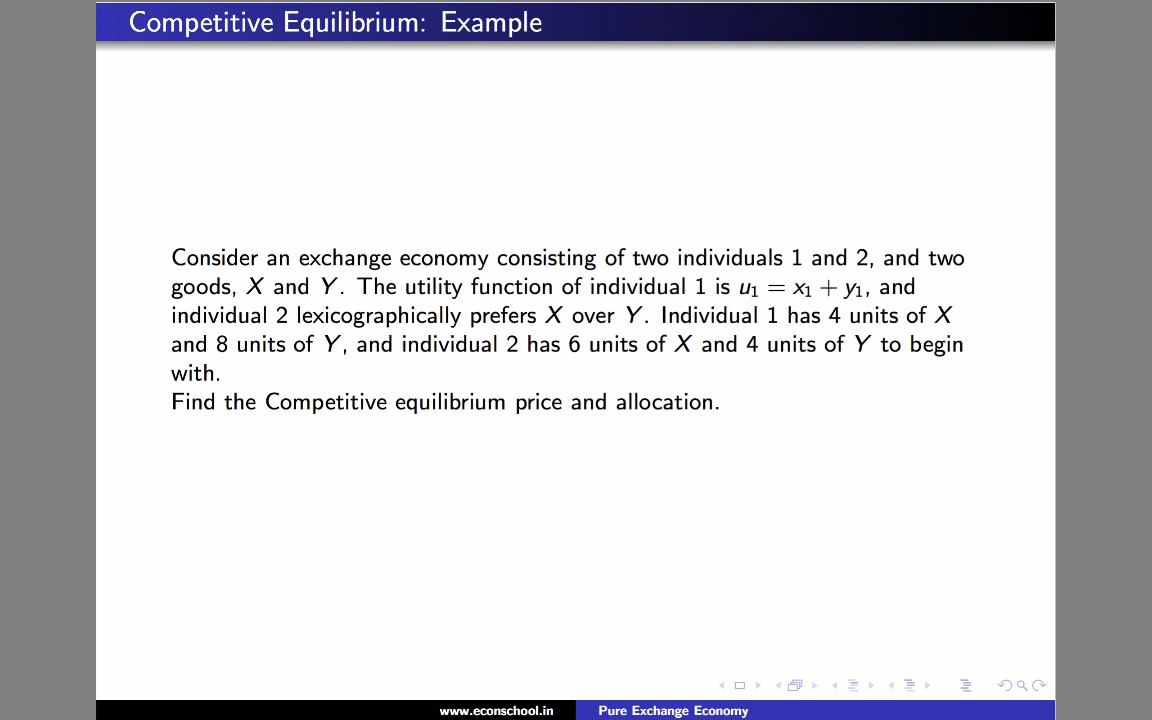 Competitive Equilibrium: Example
Consider an exchange economy consisting of two individuals 1 and 2, and two
goods, X and Y. The utility function of individual 1 is u₁ = x₁ + y₁, and
individual 2 lexicographically prefers X over Y. Individual 1 has 4 units of X
and 8 units of Y, and individual 2 has 6 units of X and 4 units of Y to begin
with.
Find the Competitive equilibrium price and allocation.
www.econschool.in Pure Exchange Economy